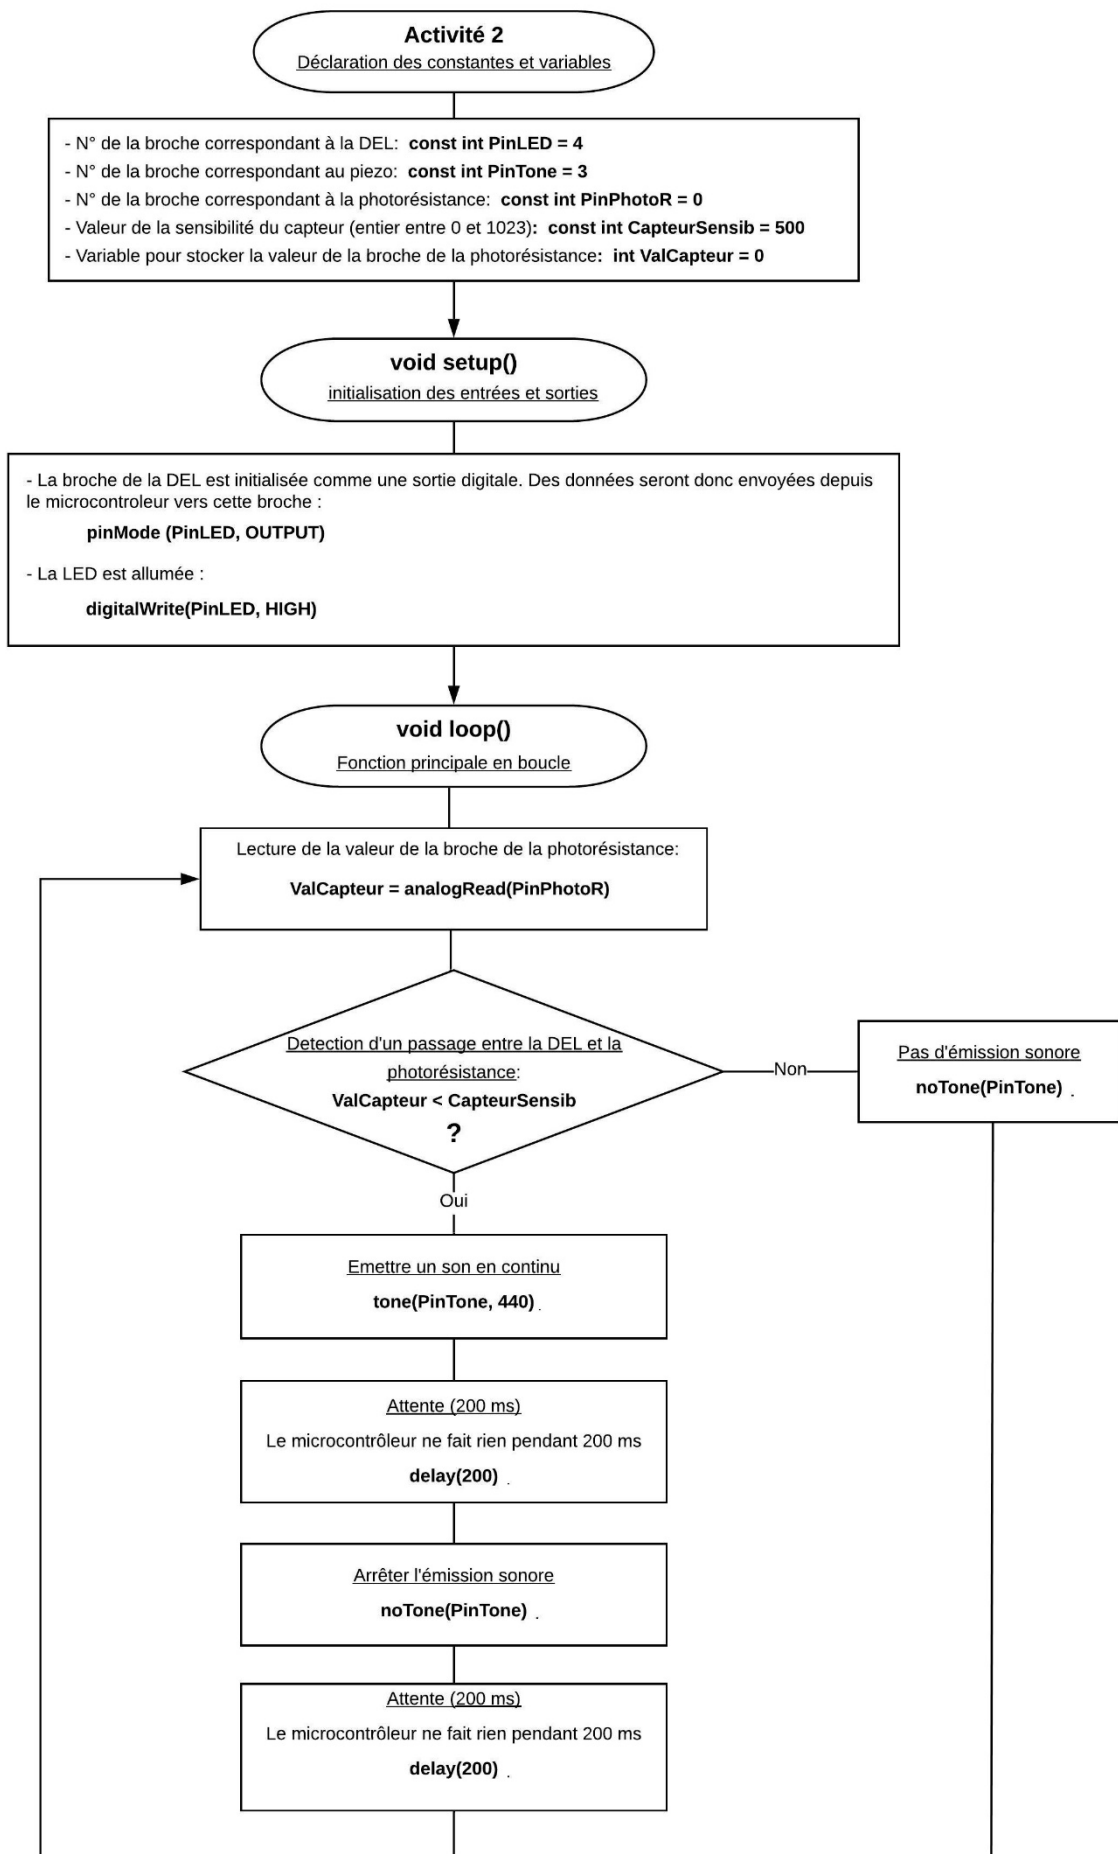 Activité 2
Déclaration des constantes et variables
- N° de la broche correspondant à la DEL: const int PinLED = 4
- N° de la broche correspondant au piezo: const int PinTone = 3
- N° de la broche correspondant à la photorésistance: const int PinPhotoR = 0
- Valeur de la sensibilité du capteur (entier entre 0 et 1023): const int CapteurSensib = 500
- Variable pour stocker la valeur de la broche de la photorésistance: int ValCapteur = 0
void setup()
initialisation des entrées et sorties
- La broche de la DEL est initialisée comme une sortie digitale. Des données seront donc envoyées depuis
le microcontroleur vers cette broche :
pinMode (PinLED, OUTPUT)
- La LED est allumée :
digitalWrite(PinLED, HIGH)
void loop()
Fonction principale en boucle
Lecture de la valeur de la broche de la photorésistance:
ValCapteur = analogRead(PinPhotoR)
Detection d'un passage entre la DEL et la
photorésistance:
ValCapteur < CapteurSensib
?
Non
Pas d'émission sonore
noTone(PinTone) .
Oui
Emettre un son en continu
tone(PinTone, 440) .
Attente (200 ms)
Le microcontrôleur ne fait rien pendant 200 ms
delay(200) .
Arrêter l'émission sonore
noTone(PinTone) .
Attente (200 ms)
Le microcontrôleur ne fait rien pendant 200 ms
delay(200) .